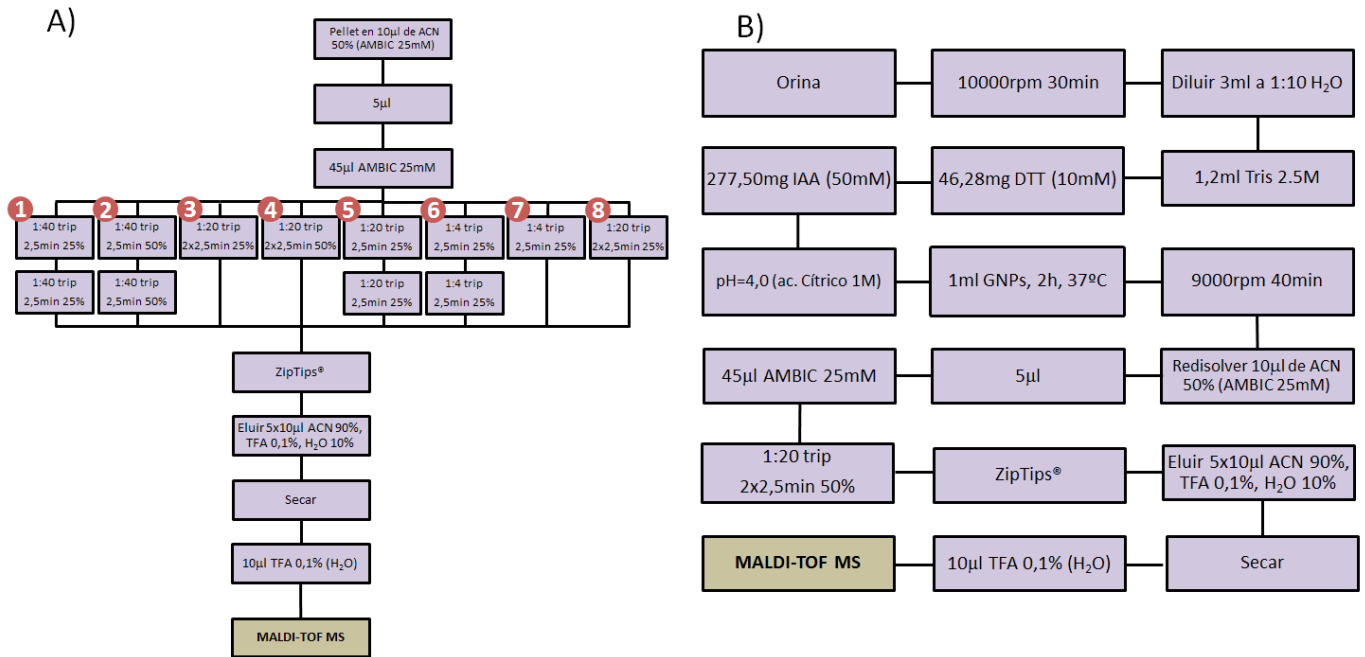 A)
Pellet en 10µl de ACN
50% (AMBIC 25mM)
5µl
45µl AMBIC 25mM
1
1:40 trip
2,5min 25%
2
1:40 trip
2,5min 50%
3
1:20 trip
2x2,5min 25%
4
1:20 trip
2x2,5min 50%
5
1:20 trip
2,5min 25%
6
1:4 trip
2,5min 25%
7
1:4 trip
2,5min 25%
8
1:20 trip
2x2,5min 25%
1:40 trip
2,5min 25%
1:40 trip
2,5min 50%
1:20 trip
2,5min 25%
1:4 trip
2,5min 25%
ZipTips®
Eluir 5x10µl ACN 90%,
TFA 0,1%, H₂O 10%
Secar
10µl TFA 0,1% (H₂O)
MALDI-TOF MS
B)
Orina
10000rpm 30min
Diluir 3ml a 1:10 H₂O
1,2ml Tris 2.5M
46,28mg DTT (10mM)
277,50mg IAA (50mM)
pH=4,0 (ac. Cítrico 1M)
1ml GNPs, 2h, 37ºC
9000rpm 40min
Redisolver 10µl de ACN
50% (AMBIC 25mM)
5µl
45µl AMBIC 25mM
1:20 trip
2x2,5min 50%
ZipTips®
Eluir 5x10µl ACN 90%,
TFA 0,1%, H₂O 10%
Secar
10µl TFA 0,1% (H₂O)
MALDI-TOF MS